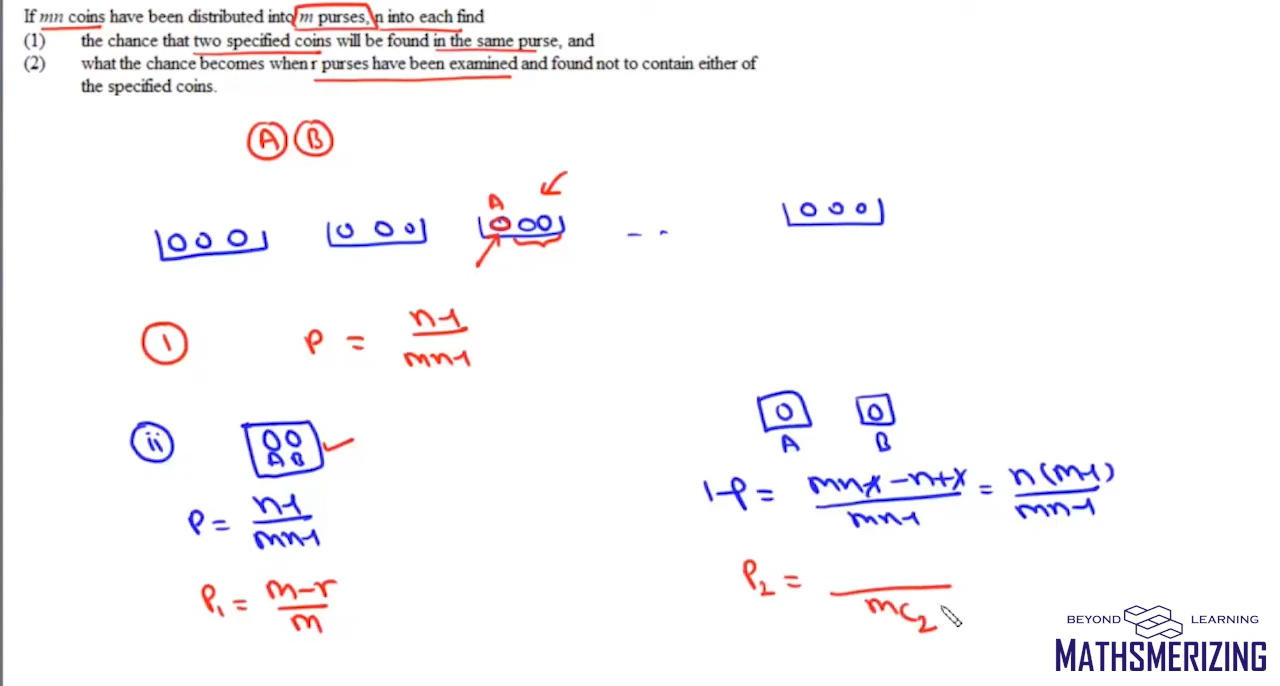 If mn coins have been distributed into m purses, n into each find
(1) the chance that two specified coins will be found in the same purse, and
(2) what the chance becomes when r purses have been examined and found not to contain either of
the specified coins.
A B
A
1 P = n-1 / mn-1
ii A B
A B
P = n-1 / mn-1
1-P = mn-1-n+1 / mn-1 = n(m-1) / mn-1
P₁ = m-r / m
P₂ = / mC₂
BEYOND LEARNING
MATHSMERIZING